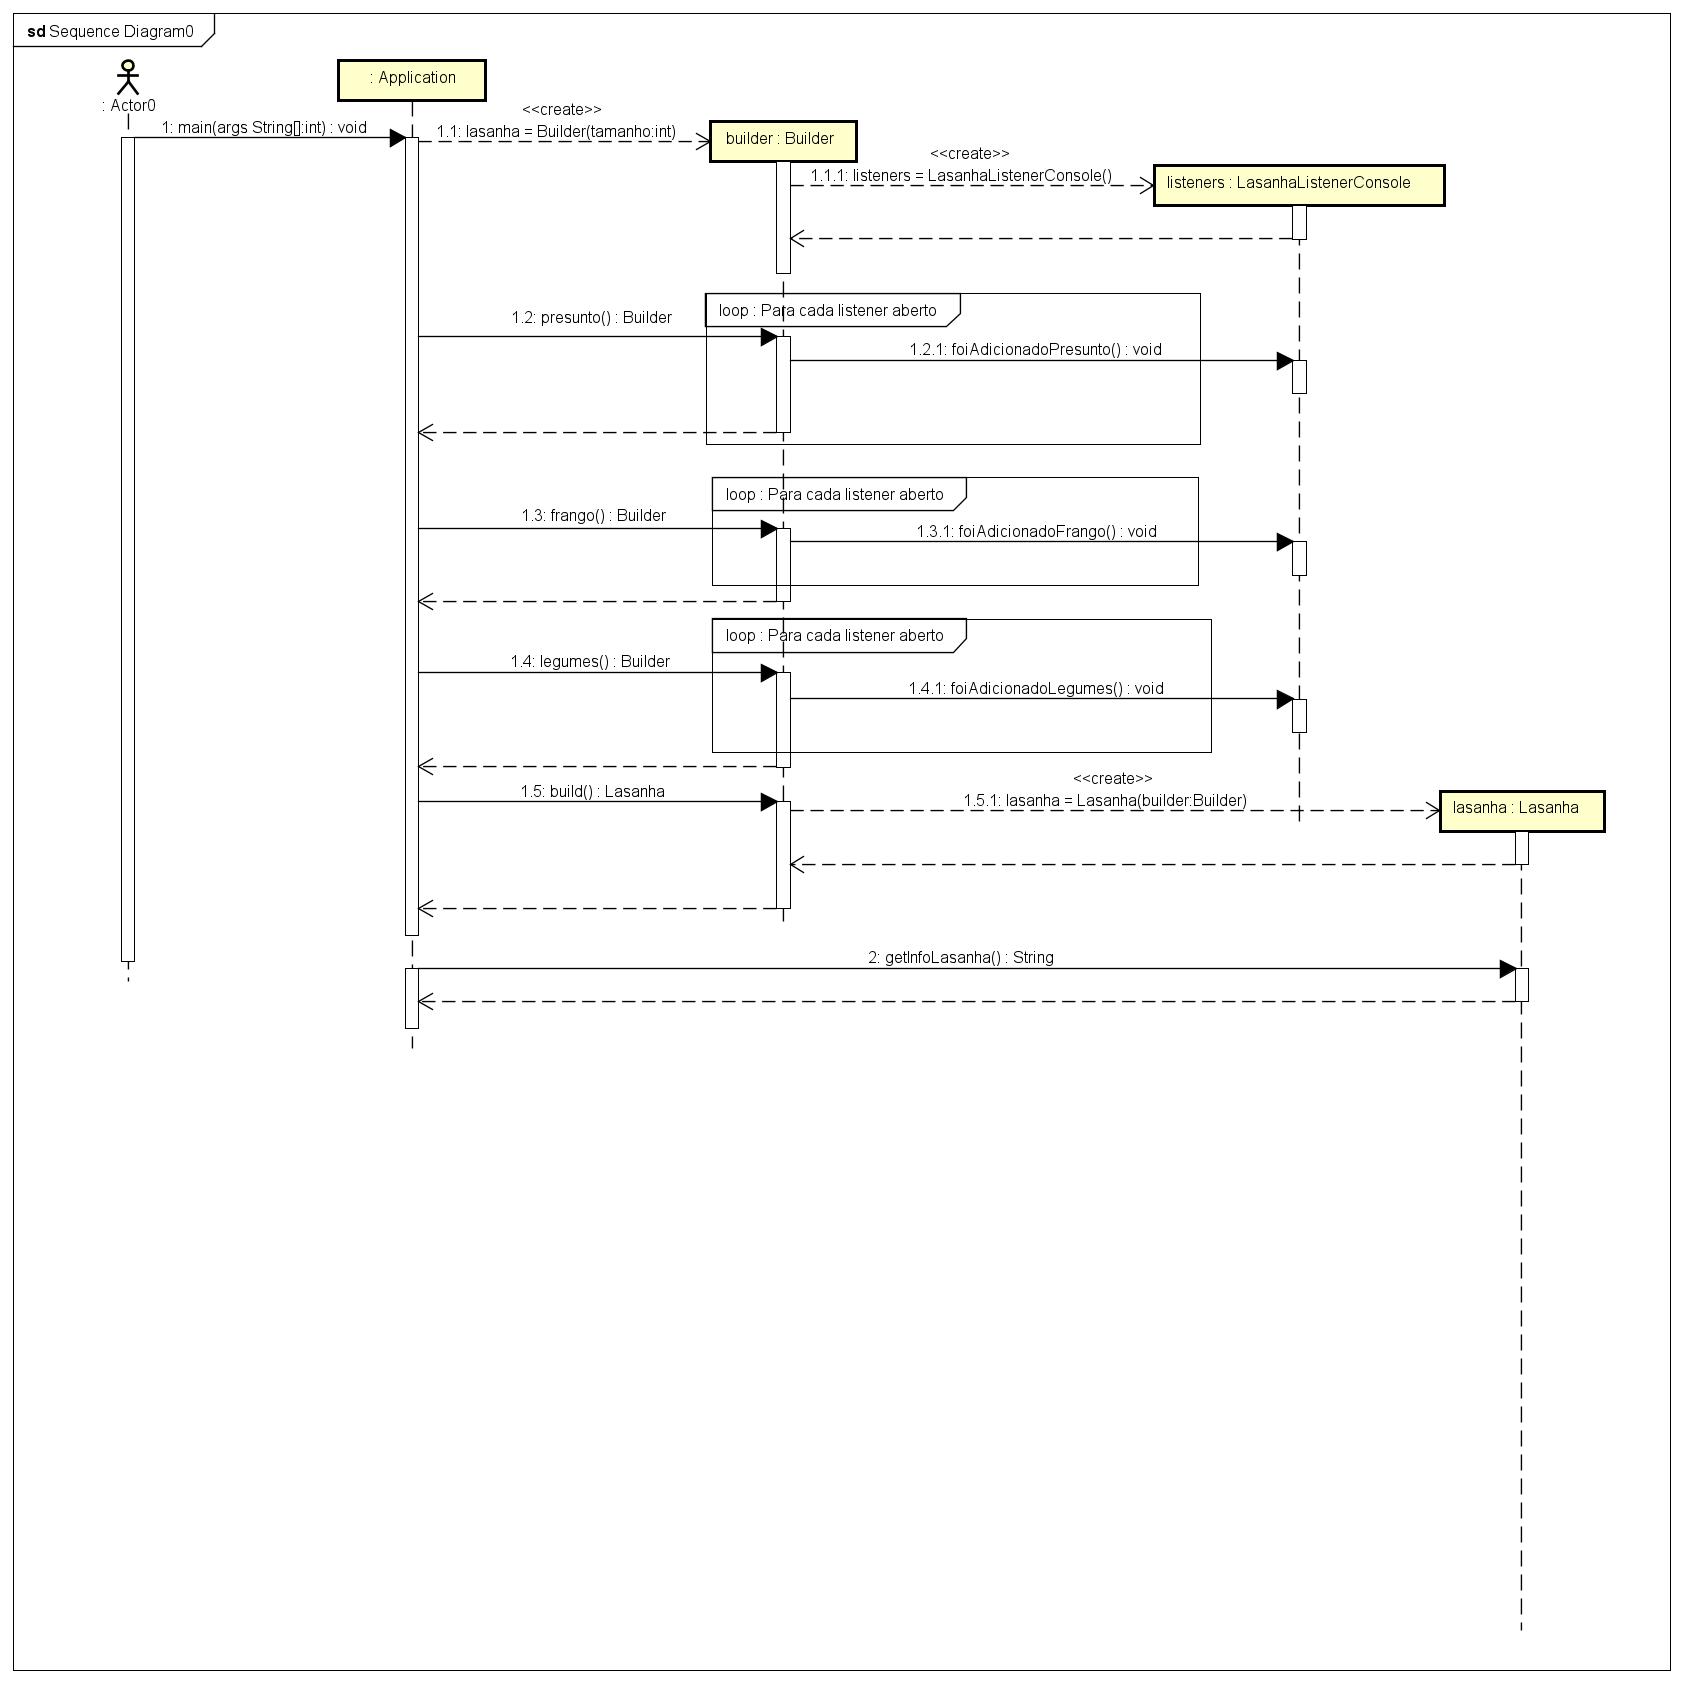 sd Sequence Diagram0
: Actor0
: Application
1: main(args String[]:int) : void
<<create>>
1.1: lasanha = Builder(tamanho:int)
builder : Builder
<<create>>
1.1.1: listeners = LasanhaListenerConsole()
listeners : LasanhaListenerConsole
loop : Para cada listener aberto
1.2: presunto() : Builder
1.2.1: foiAdicionadoPresunto() : void
loop : Para cada listener aberto
1.3: frango() : Builder
1.3.1: foiAdicionadoFrango() : void
loop : Para cada listener aberto
1.4: legumes() : Builder
1.4.1: foiAdicionadoLegumes() : void
1.5: build() : Lasanha
<<create>>
1.5.1: lasanha = Lasanha(builder:Builder)
lasanha : Lasanha
2: getInfoLasanha() : String